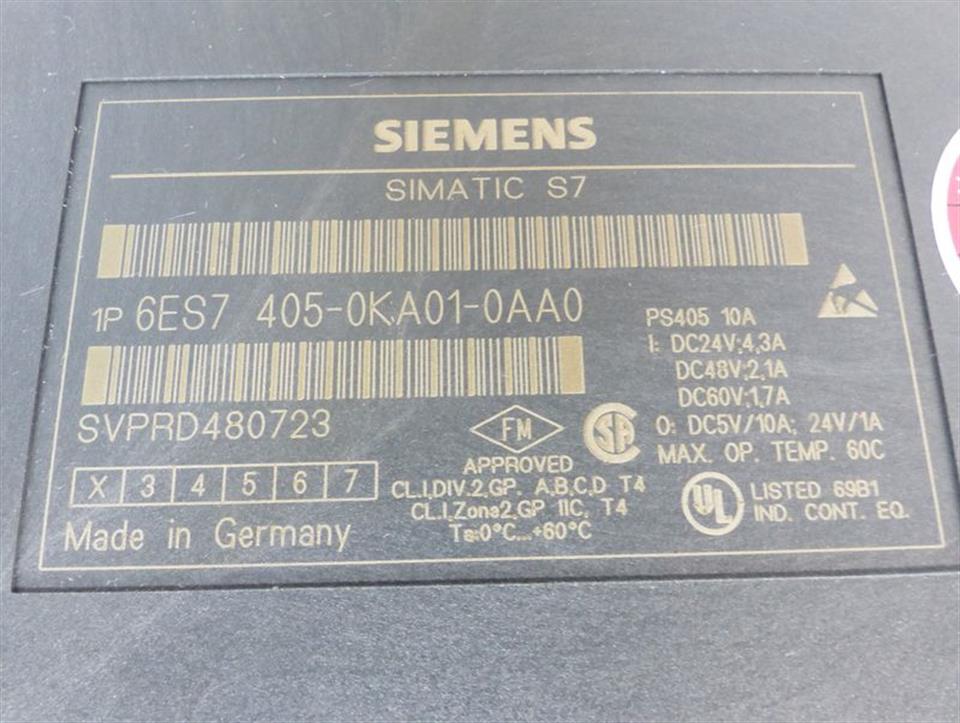 SIEMENS
SIMATIC S7
1P 6ES7 405-0KA01-0AA0
SVPRD480723
X 3 4 5 6 7
Made in Germany
FM
APPROVED
CL.I,DIV.2,GP. A,B,C,D T4
CL.I,Zone2,GP IIC, T4
Ta:0°C...+60°C
SA
PS405 10A
I: DC24V;4,3A
DC48V;2,1A
DC60V;1,7A
O: DC5V/10A; 24V/1A
MAX. OP. TEMP. 60C
UL
LISTED 69B1
IND. CONT. EQ.